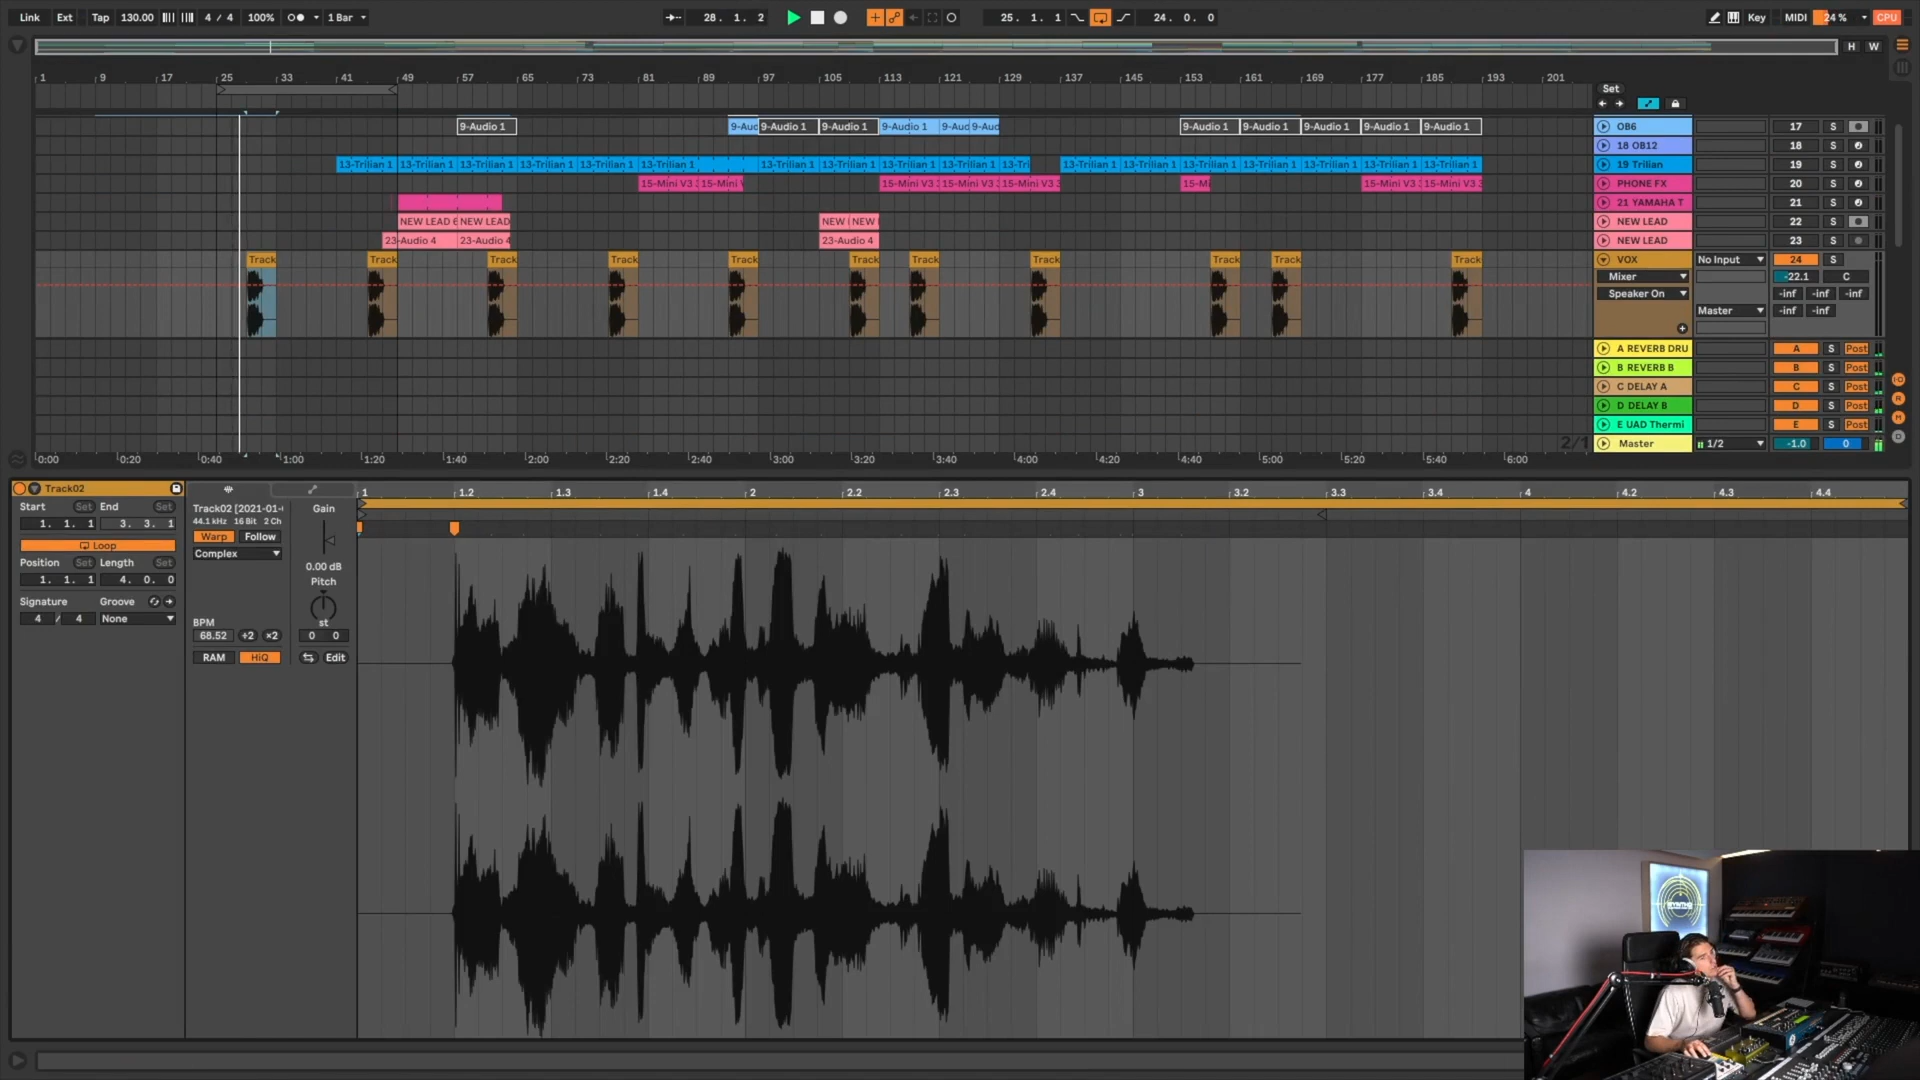 Link Ext Tap 130.00 4 / 4 100% 1 Bar 28. 1. 2 25. 1. 1 24. 0. 0 Key MIDI 24 % CPU
H W
1 9 17 25 33 41 49 57 65 73 81 89 97 105 113 121 129 137 145 153 161 169 177 185 193 201
Set
9-Audio 1 9-Aud 9-Audio 1 9-Audio 1 9-Audio 1 9-Aud 9-Aud 9-Audio 1 9-Audio 1 9-Audio 1 9-Audio 1 9-Audio 1 OB6 17 S
18 OB12 18 S
13-Trilian 1 13-Trilian 1 13-Trilian 1 13-Trilian 1 13-Trilian 1 13-Trilian 1 13-Trilian 1 13-Trilian 1 13-Trilian 1 13-Trilian 1 13-Tri 13-Trilian 1 13-Trilian 1 13-Trilian 1 13-Trilian 1 13-Trilian 1 13-Trilian 1 13-Trilian 1 19 Trilian 19 S
15-Mini V3 15-Mini V 15-Mini V3 15-Mini V3 15-Mini V3 3 15-Mi 15-Mini V3 15-Mini V3 3 PHONE FX 20 S
21 YAMAHA T 21 S
NEW LEAD 6 NEW LEAD NEW NEW NEW LEAD 22 S
23-Audio 4 23-Audio 4 23-Audio 4 NEW LEAD 23 S
Track Track Track Track Track Track Track Track Track Track Track VOX No Input 24 S
Mixer -22.1 C
Speaker On -inf -inf -inf
Master -inf -inf
A REVERB DRU A S Post
B REVERB B B S Post
C DELAY A C S Post
D DELAY B D S Post
E UAD Thermi E S Post
2/1 Master 1/2 -1.0 0
0:00 0:20 0:40 1:00 1:20 1:40 2:00 2:20 2:40 3:00 3:20 3:40 4:00 4:20 4:40 5:00 5:20 5:40 6:00
Track02
1 1.2 1.3 1.4 2 2.2 2.3 2.4 3 3.2 3.3 3.4 4 4.2 4.3 4.4
Start Set End Set
1. 1. 1 3. 3. 1
Loop
Position Set Length Set
1. 1. 1 4. 0. 0
Signature Groove
4 / 4 None
Track02 [2021-01- Gain
44.1 kHz 16 Bit 2 Ch
Warp Follow
Complex
0.00 dB
Pitch
BPM st
68.52 ÷2 ×2 0 0
RAM HiQ Edit